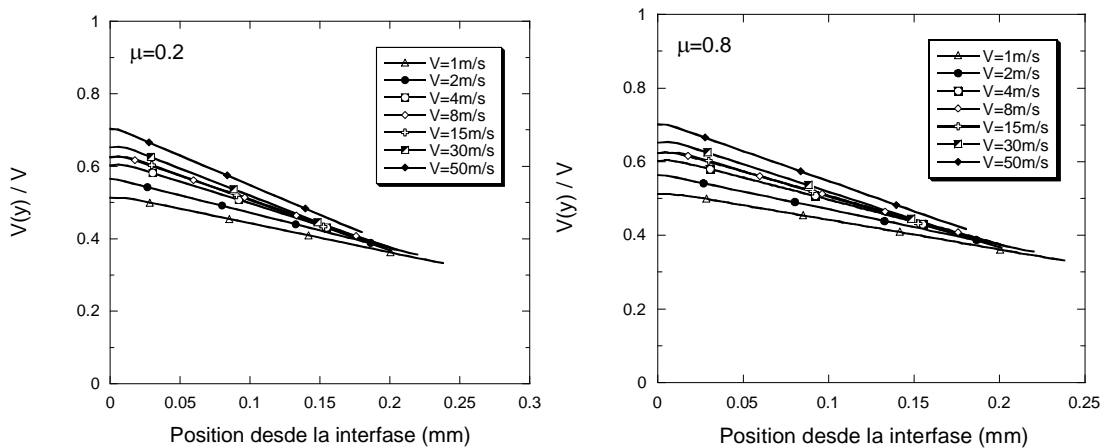 μ=0.2
V=1m/s
V=2m/s
V=4m/s
V=8m/s
V=15m/s
V=30m/s
V=50m/s
1
0.8
0.6
0.4
0.2
0
V(y) / V
0
0.05
0.1
0.15
0.2
0.25
0.3
Position desde la interfase (mm)
μ=0.8
V=1m/s
V=2m/s
V=4m/s
V=8m/s
V=15m/s
V=30m/s
V=50m/s
1
0.8
0.6
0.4
0.2
0
V(y) / V
0
0.05
0.1
0.15
0.2
0.25
Position desde la interfase (mm)